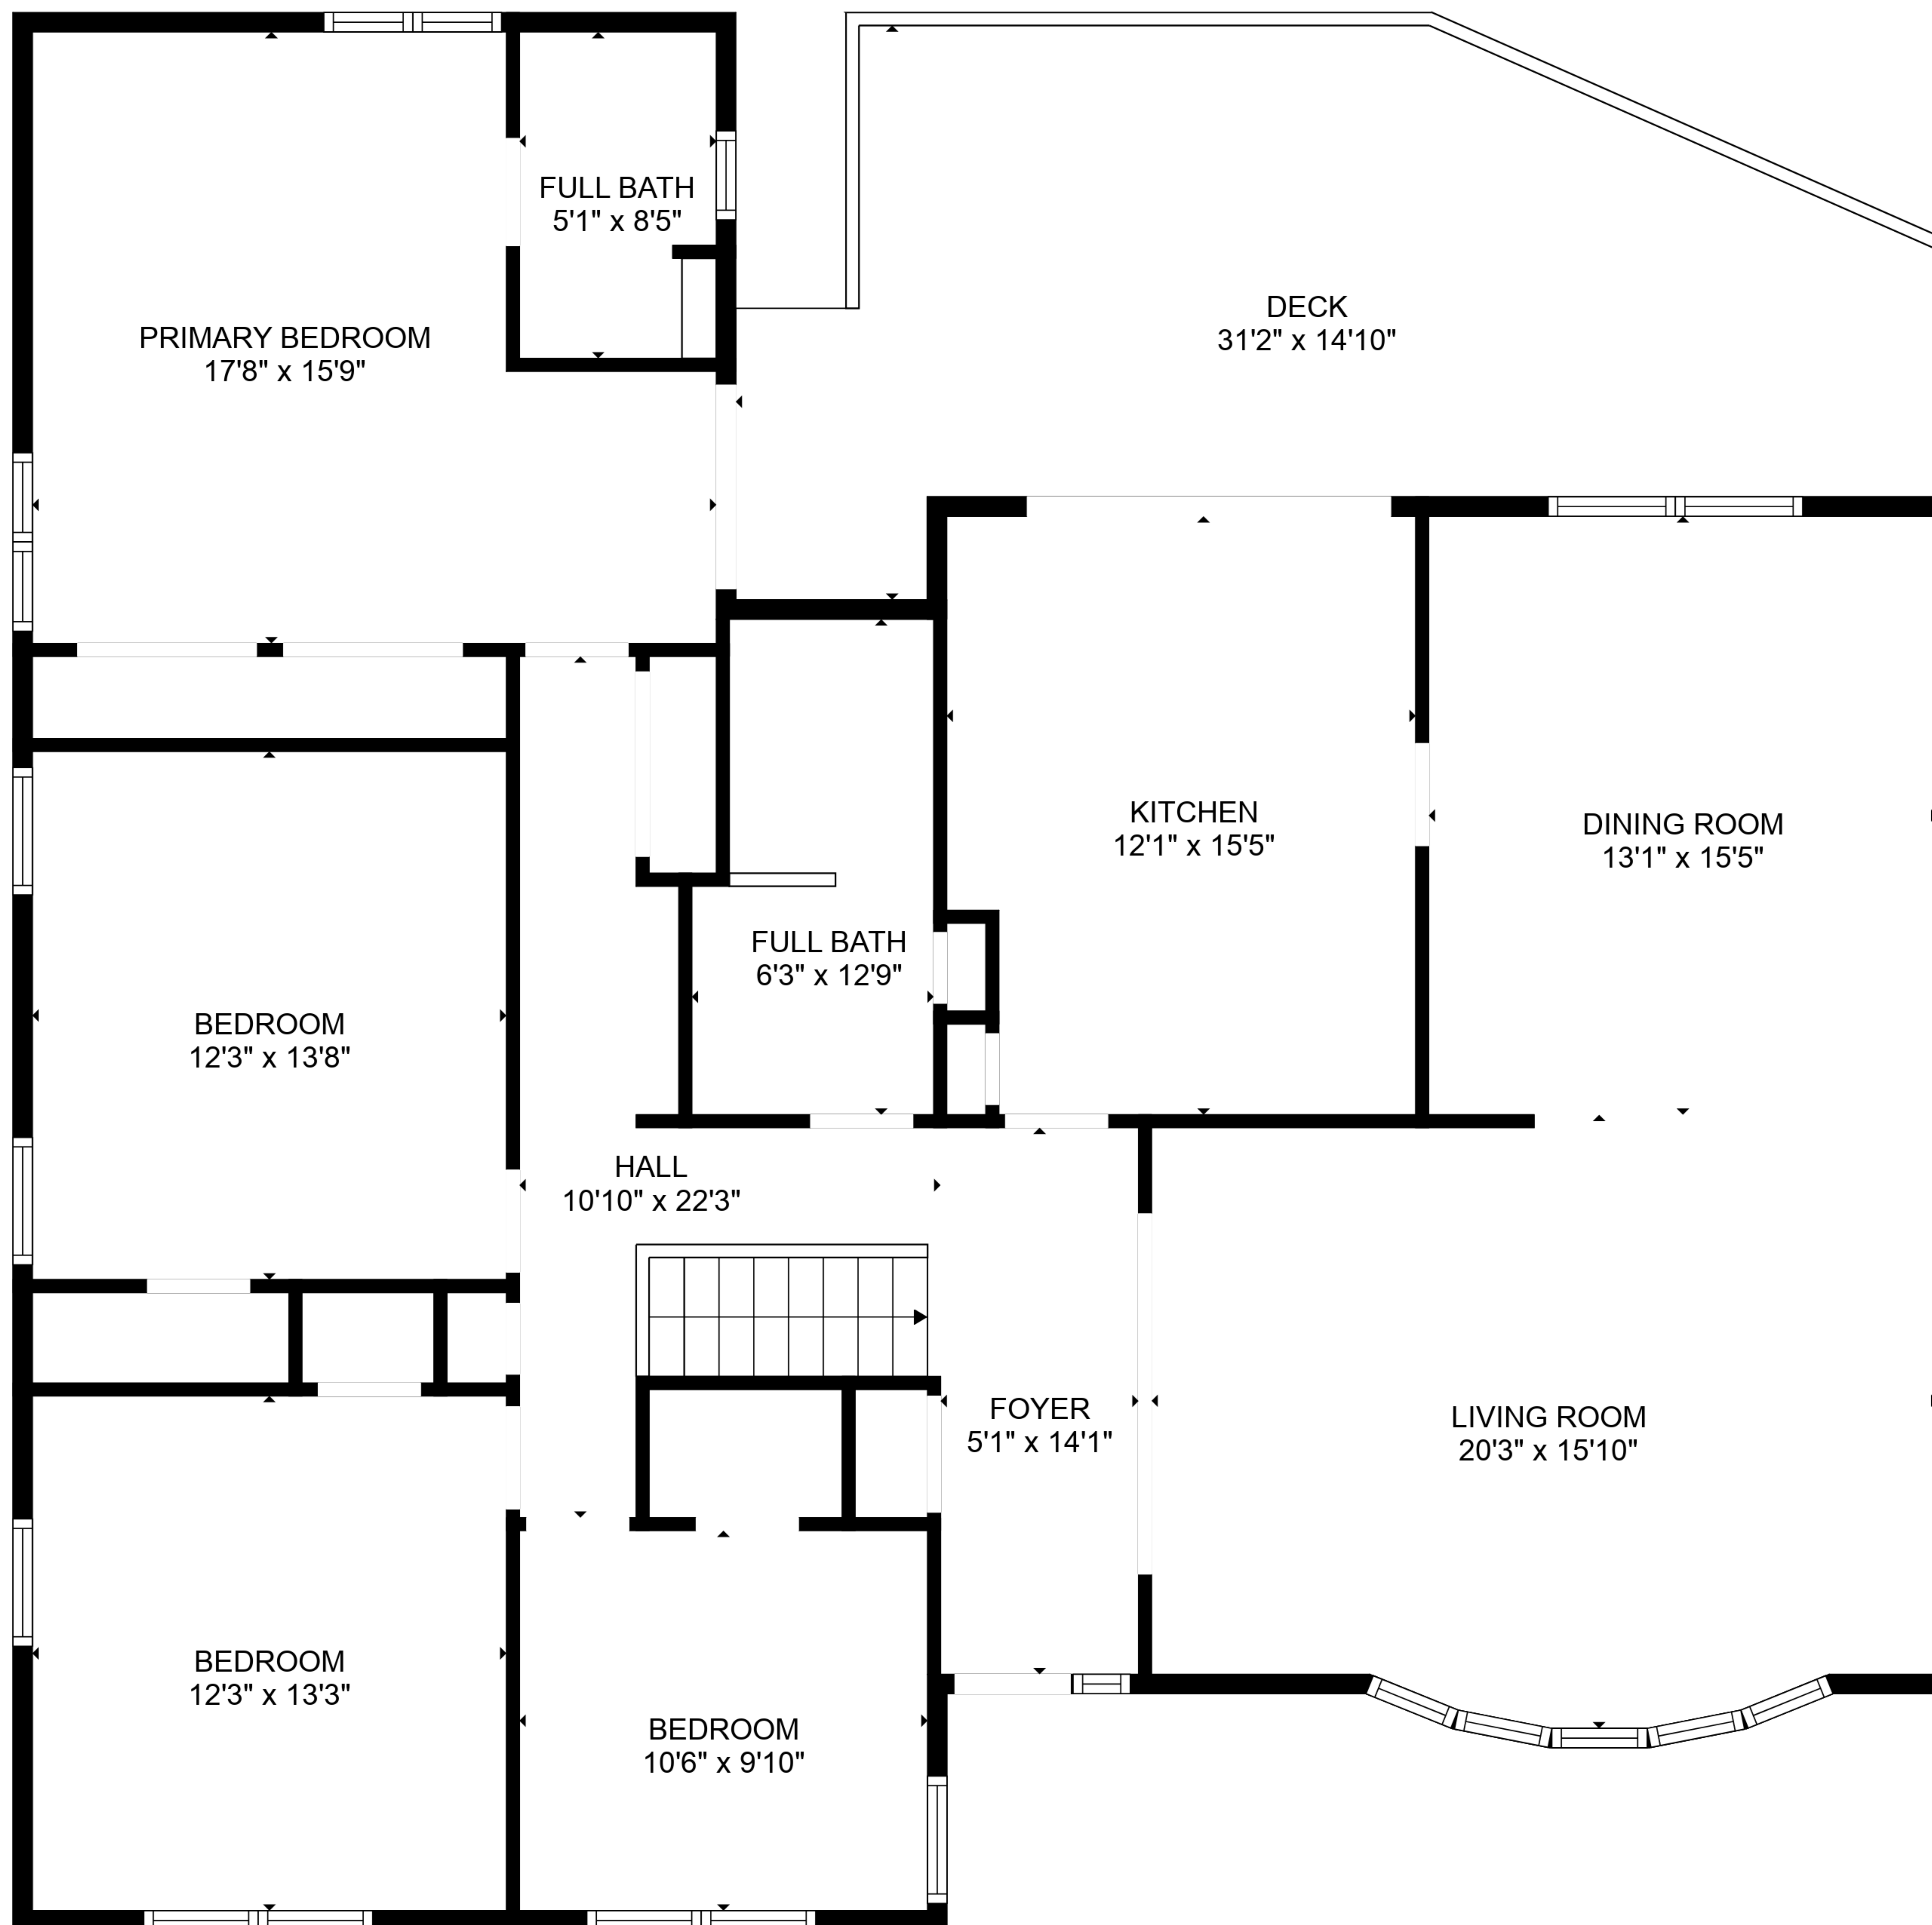 FULL BATH
5'1" x 8'5"
DECK
31'2" x 14'10"
PRIMARY BEDROOM
17'8" x 15'9"
KITCHEN
12'1" x 15'5"
DINING ROOM
13'1" x 15'5"
FULL BATH
6'3" x 12'9"
BEDROOM
12'3" x 13'8"
HALL
10'10" x 22'3"
FOYER
5'1" x 14'1"
LIVING ROOM
20'3" x 15'10"
BEDROOM
12'3" x 13'3"
BEDROOM
10'6" x 9'10"